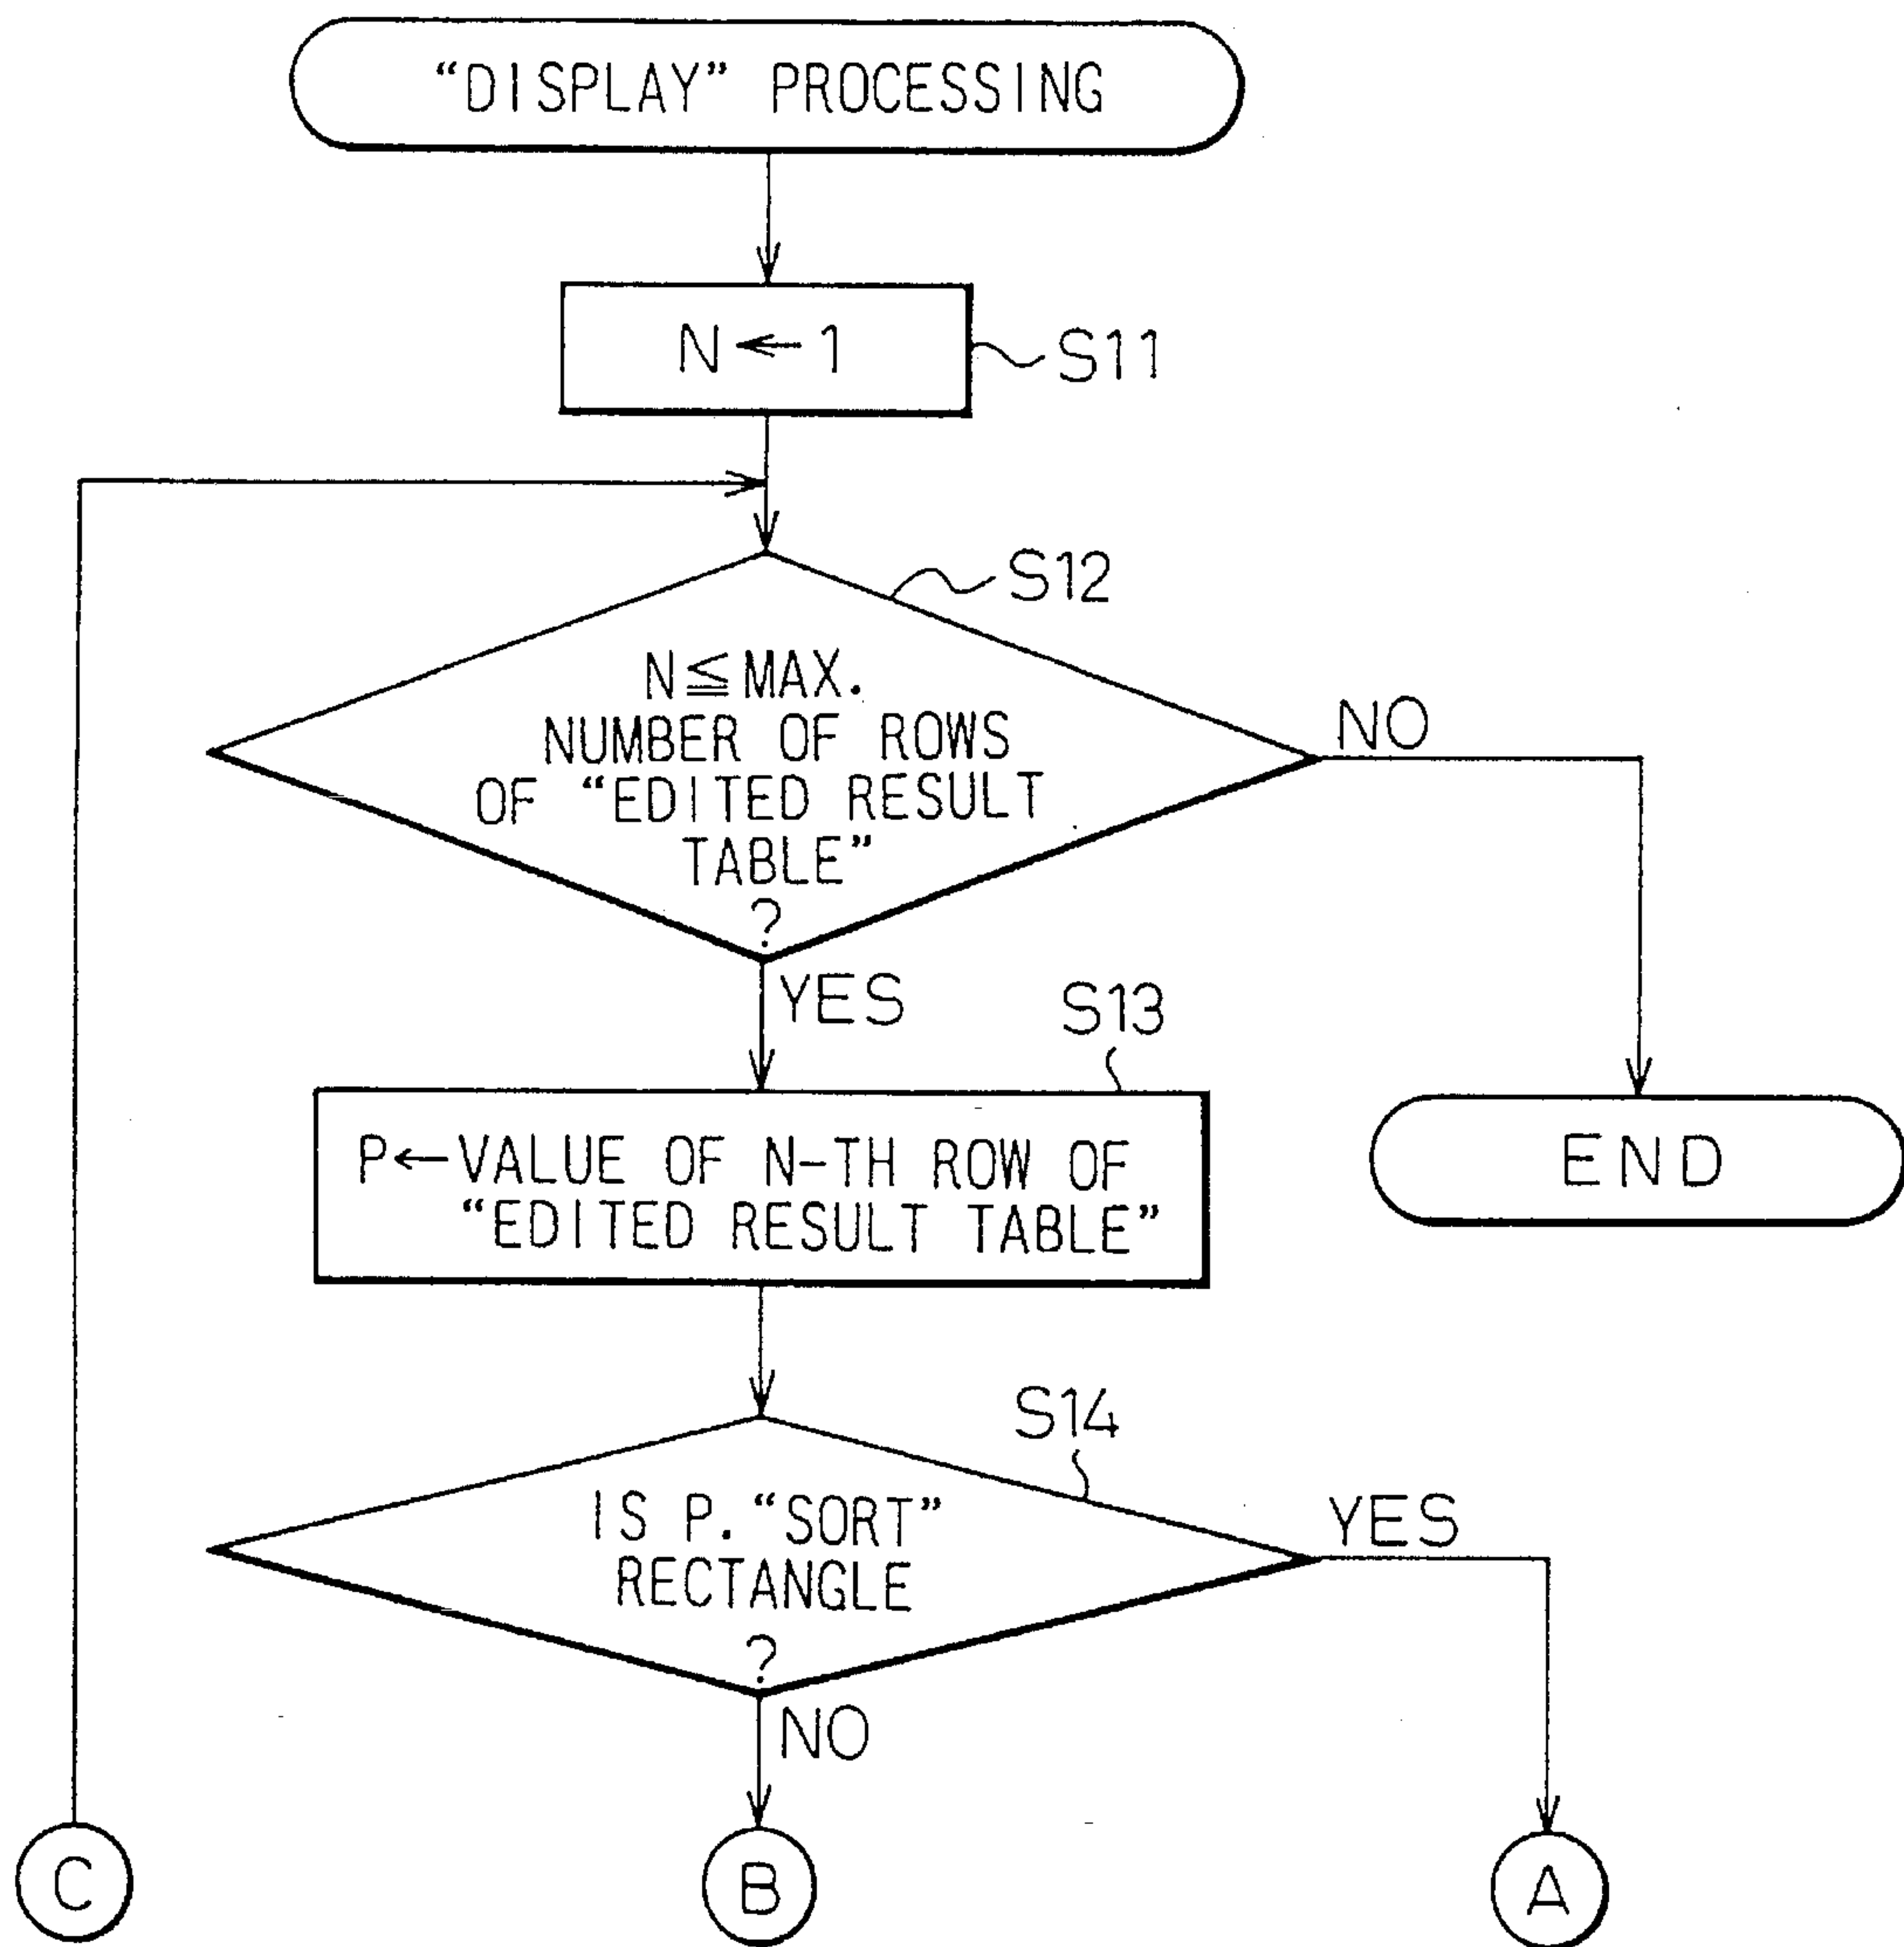 “DISPLAY” PROCESSING
N←1
S11
S12
N≦MAX.
NUMBER OF ROWS
OF “EDITED RESULT
TABLE”
?
NO
YES
S13
P←VALUE OF N-TH ROW OF
“EDITED RESULT TABLE”
END
S14
IS P. “SORT”
RECTANGLE
?
YES
NO
C
B
A